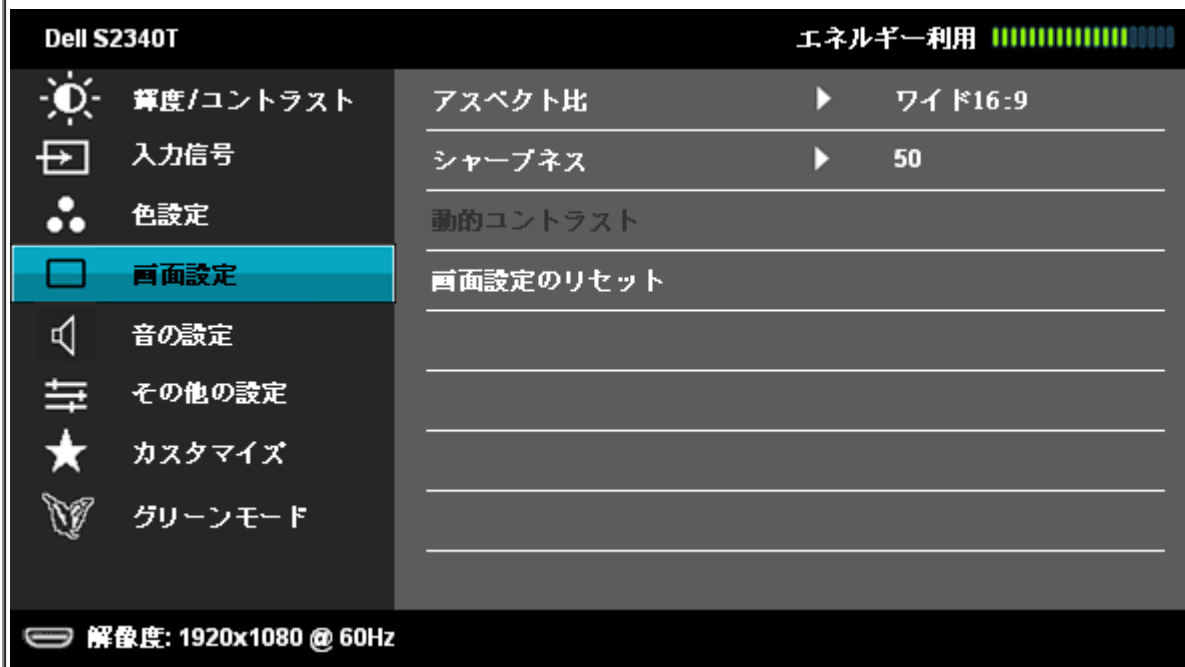 Dell S2340T エネルギー利用
輝度/コントラスト
入力信号
色設定
画面設定
音の設定
その他の設定
カスタマイズ
グリーンモード
アスペクト比 ワイド16:9
シャープネス 50
動的コントラスト
画面設定のリセット
解像度: 1920x1080 @ 60Hz